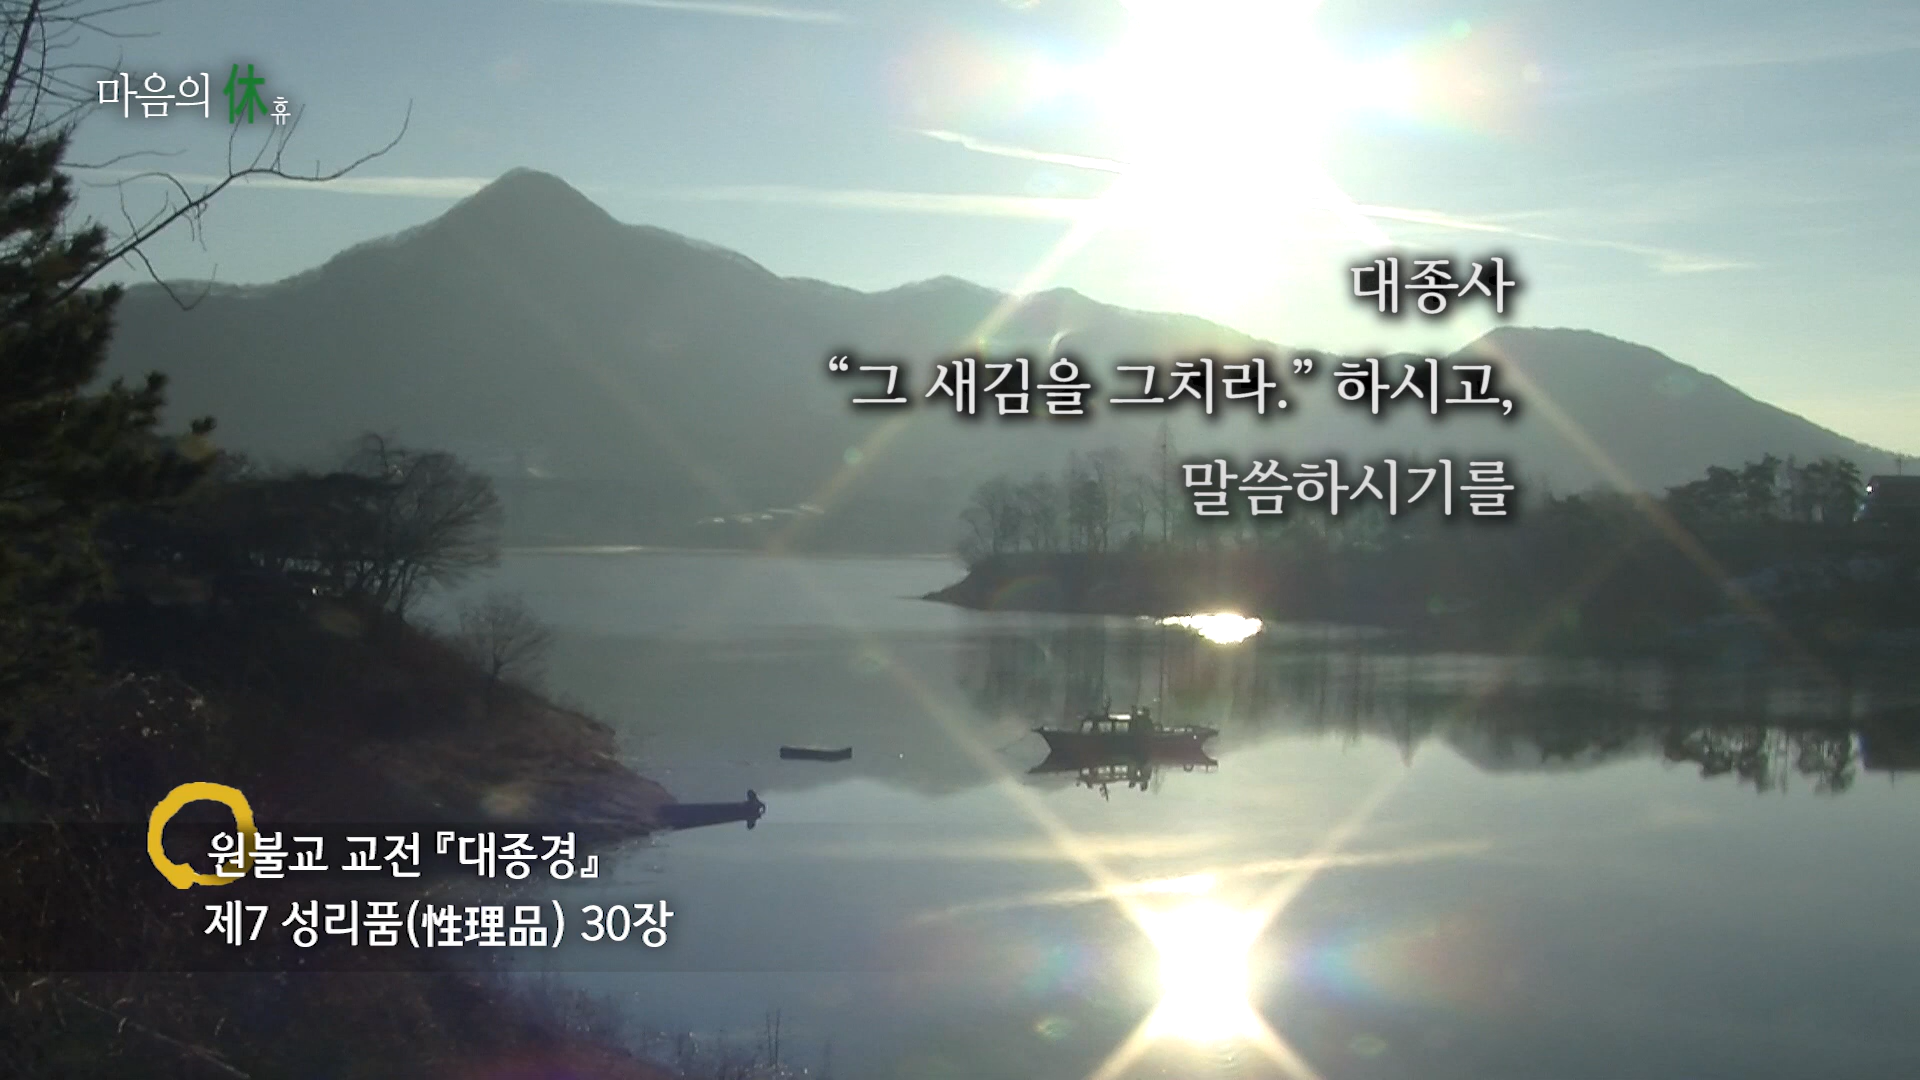 마음의 休휴
대종사
“그 새김을 그치라.” 하시고,
말씀하시기를
원불교 교전『대종경』
제7 성리품(性理品) 30장